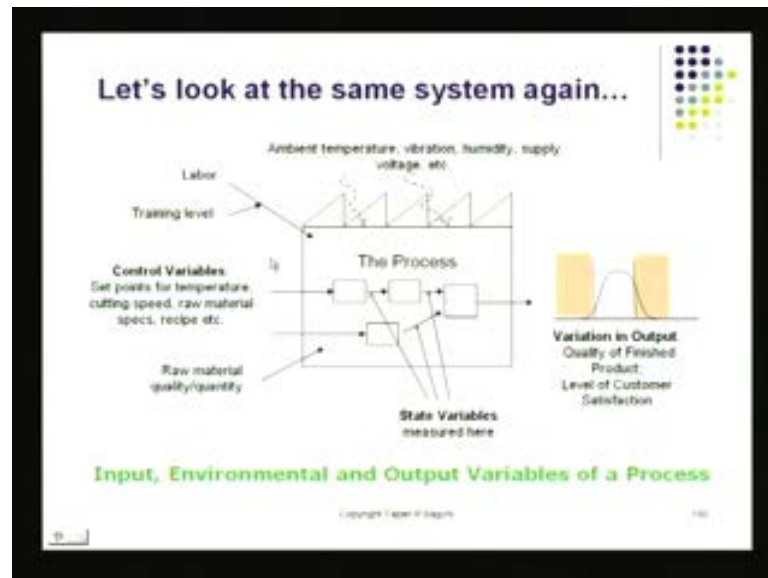 Let's look at the same system again...
Ambient temperature, vibration, humidity, supply
voltage, etc
Labor
Training level
Control Variables
Set points for temperature,
cutting speed, raw material
specs, recipe etc.
The Process
Raw material
quality/quantity
State Variables
measured here
Variation in Output
Quality of Finished
Product;
Level of Customer
Satisfaction
Input, Environmental and Output Variables of a Process
Copyright